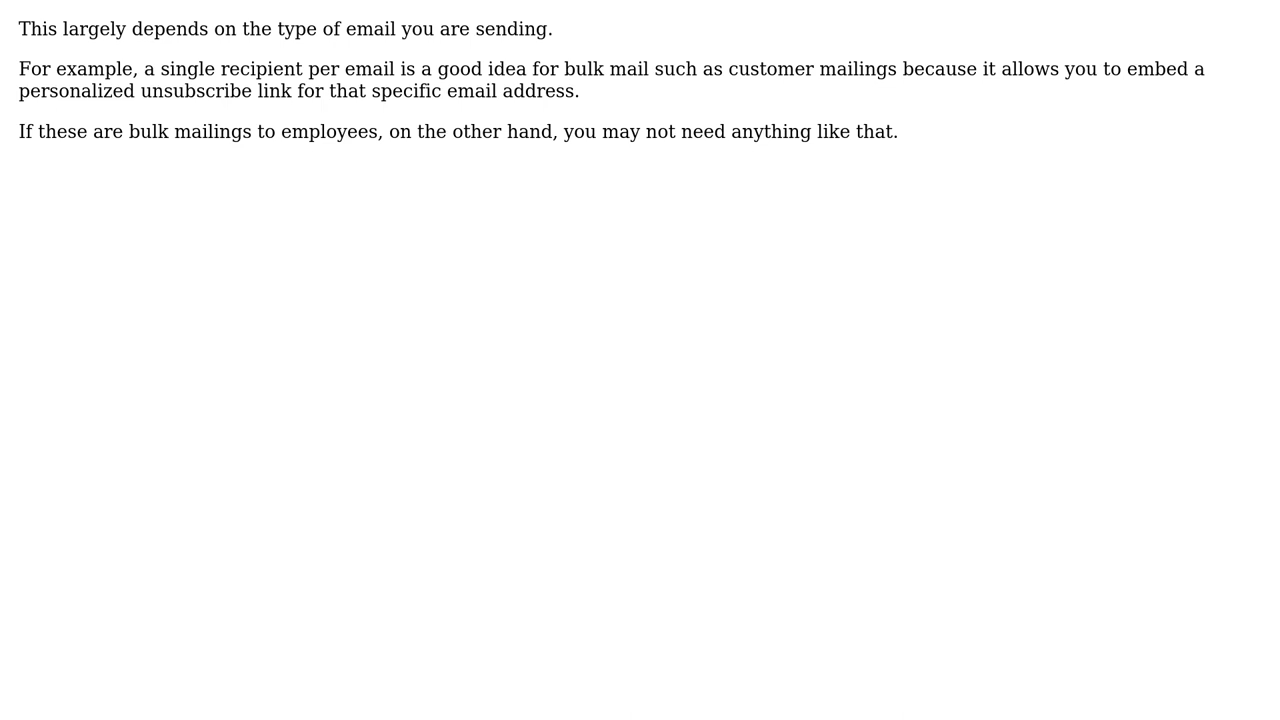 This largely depends on the type of email you are sending.
For example, a single recipient per email is a good idea for bulk mail such as customer mailings because it allows you to embed a
personalized unsubscribe link for that specific email address.
If these are bulk mailings to employees, on the other hand, you may not need anything like that.